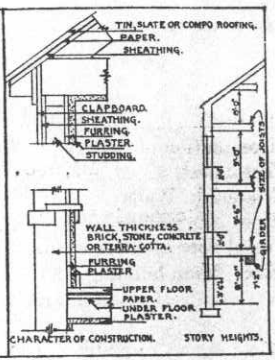 TIN, SLATE OR COMPO ROOFING.
PAPER.
SHEATHING.
CLAPBOARD.
SHEATHING.
FURRING
PLASTER.
STUDDING.
WALL THICKNESS
BRICK, STONE, CONCRETE
OR TERRA-COTTA.
FURRING
PLASTER
UPPER FLOOR
PAPER.
UNDER FLOOR
PLASTER.
CHARACTER OF CONSTRUCTION.
SIZE OF JOISTS
GIRDER
STORY HEIGHTS.